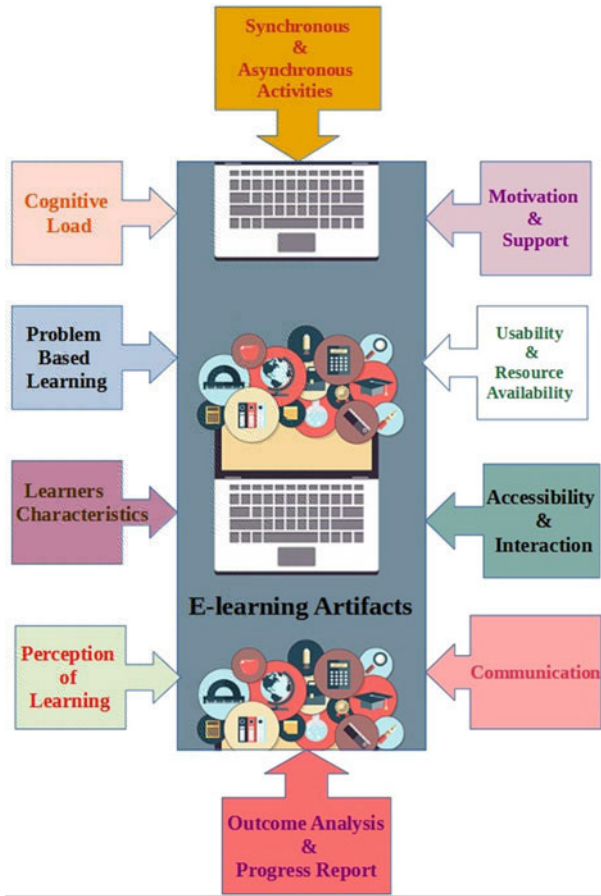 Synchronous
&
Asynchronous
Activities
Cognitive
Load
Motivation
&
Support
Problem
Based
Learning
Usability
&
Resource
Availability
Learners
Characteristics
Accessibility
&
Interaction
E-learning Artifacts
Perception
of
Learning
Communication
Outcome Analysis
&
Progress Report